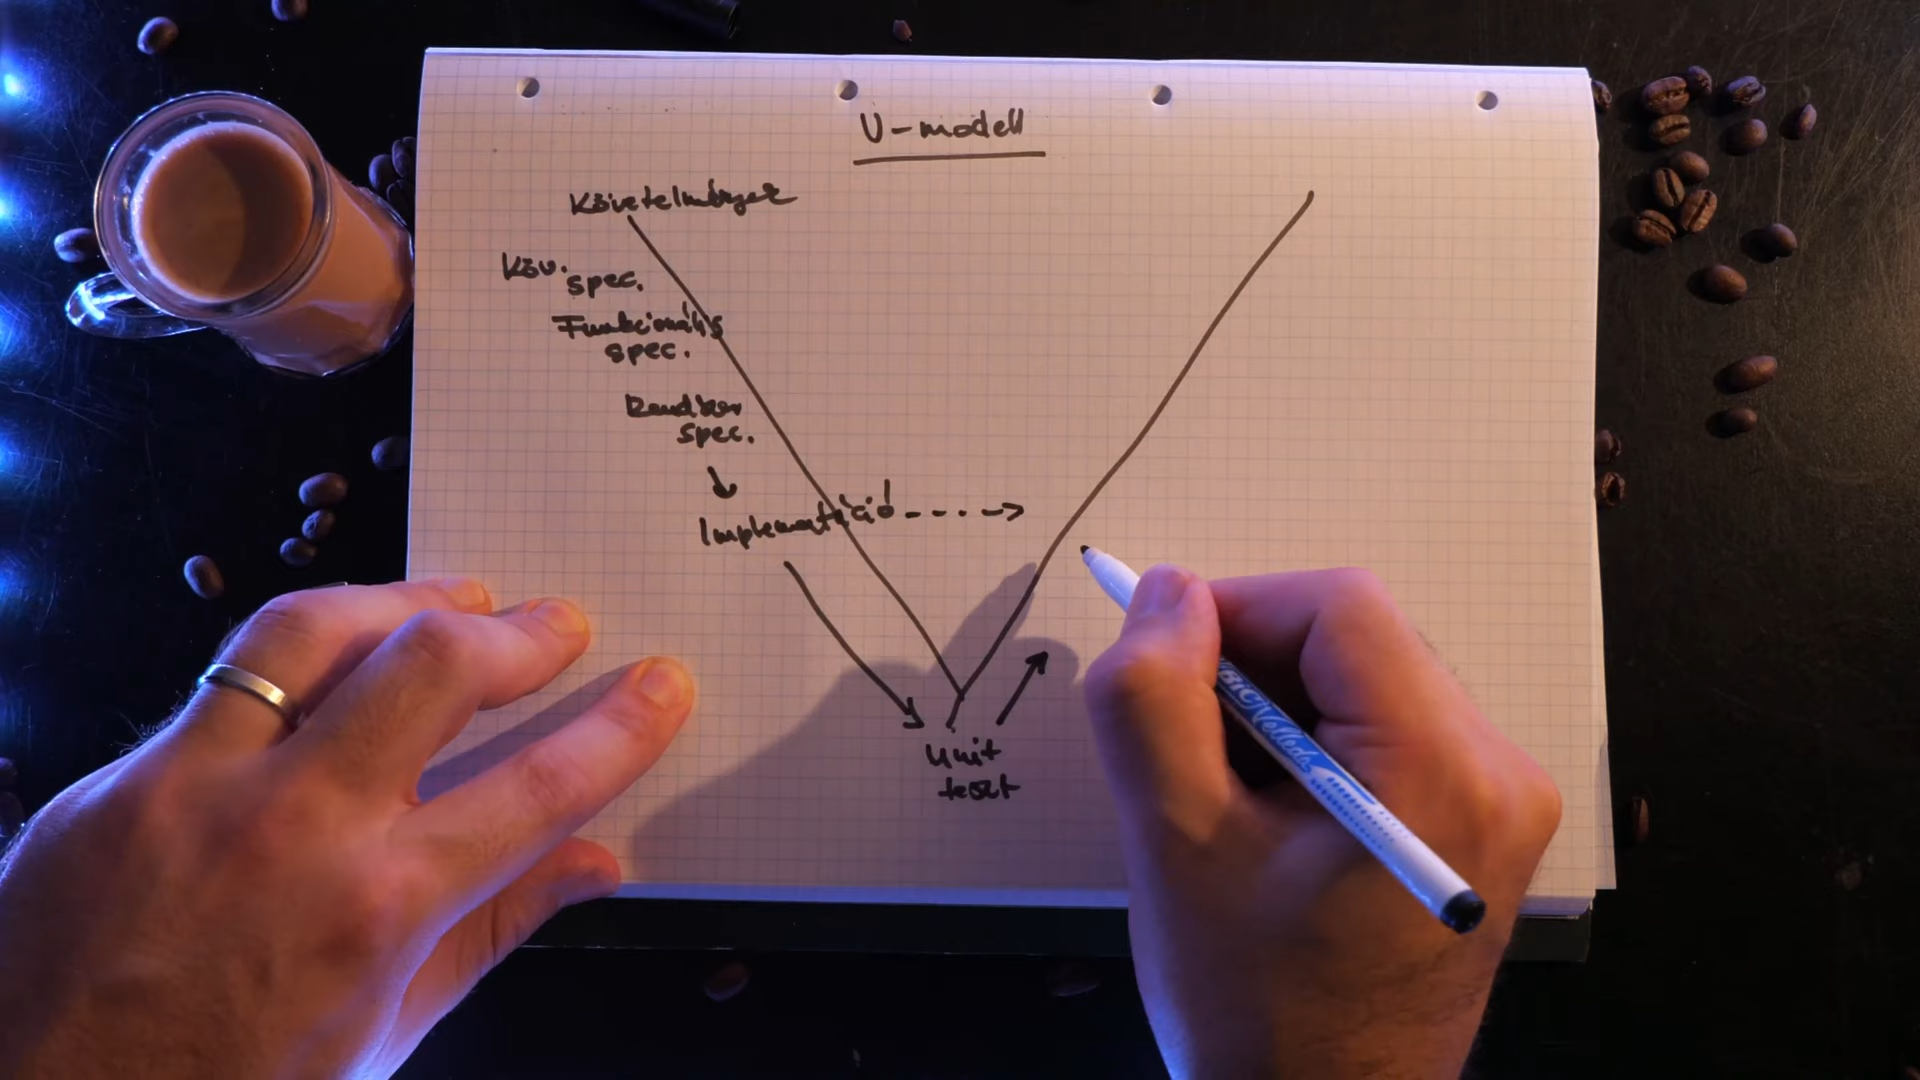 V-modell
Követelmények
Köv.
spec.
Funkcionális
spec.
Rendszer
spec.
Implementáció
Unit
teszt
BIC Velleda